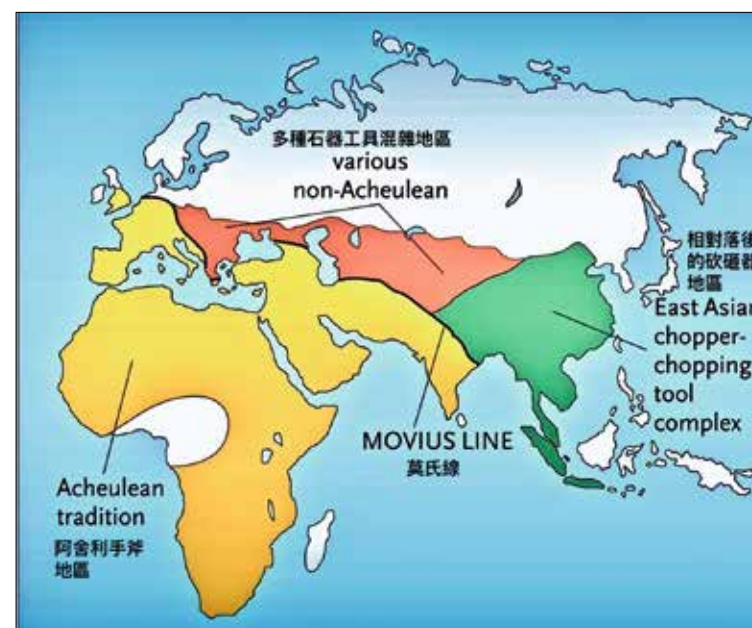 多種石器工具混雜地區
various
non-Acheulean
相對落後
的砍砸器
地區
East Asian
chopper-
chopping
tool
complex
MOVIUS LINE
莫氏線
Acheulean
tradition
阿舍利手斧
地區